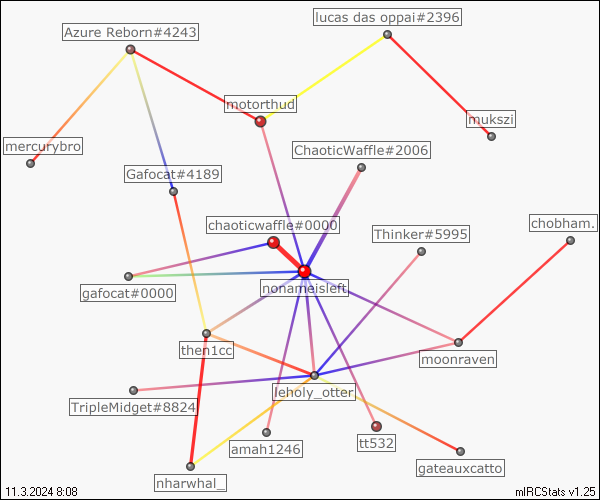 lucas das oppai#2396
Azure Reborn#4243
motorthud
mukszi
mercurybro
ChaoticWaffle#2006
Gafocat#4189
chaoticwaffle#0000
chobham.
Thinker#5995
gafocat#0000
nonameisleft
then1cc
moonraven
leholy_otter
TripleMidget#8824
amah1246
tt532
gateauxcatto
nharwhal_
11.3.2024 8:08
mIRCStats v1.25